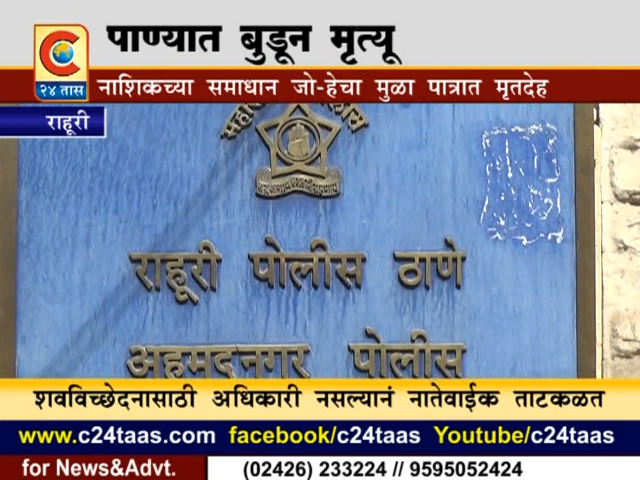 पाण्यात बुडून मृत्यू
C
२४ तास
नाशिकच्या समाधान जो-हेचा मुळा पात्रात मृतदेह
राहूरी
राहूरी पोलीस ठाणे
अहमदनगर पोलीस
शवविच्छेदनासाठी अधिकारी नसल्यानं नातेवाईक ताटकळत
www.c24taas.com facebook/c24taas Youtube/c24taas
for News&Advt. (02426) 233224 // 9595052424